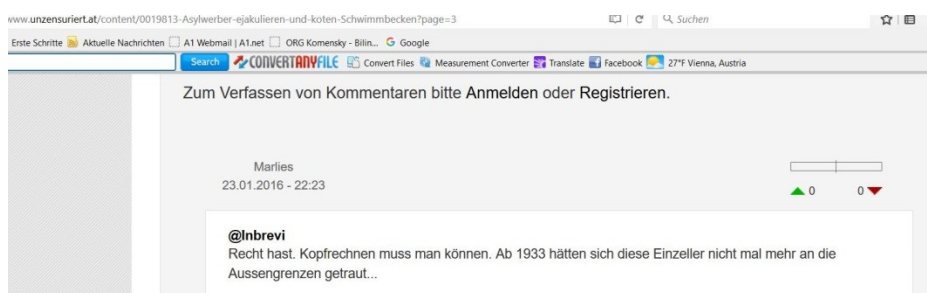 www.unzensuriert.at/content/0019813-Asylwerber-ejakulieren-und-koten-Schwimmbecken?page=3 Suchen
Erste Schritte Aktuelle Nachrichten A1 Webmail | A1.net ORG Komensky - Bilin... Google
Search CONVERTANYFILE Convert Files Measurement Converter Translate Facebook 27°F Vienna, Austria
Zum Verfassen von Kommentaren bitte Anmelden oder Registrieren.
Marlies
23.01.2016 - 22:23
0 0
@Inbrevi
Recht hast. Kopfrechnen muss man können. Ab 1933 hätten sich diese Einzeller nicht mal mehr an die
Aussengrenzen getraut...